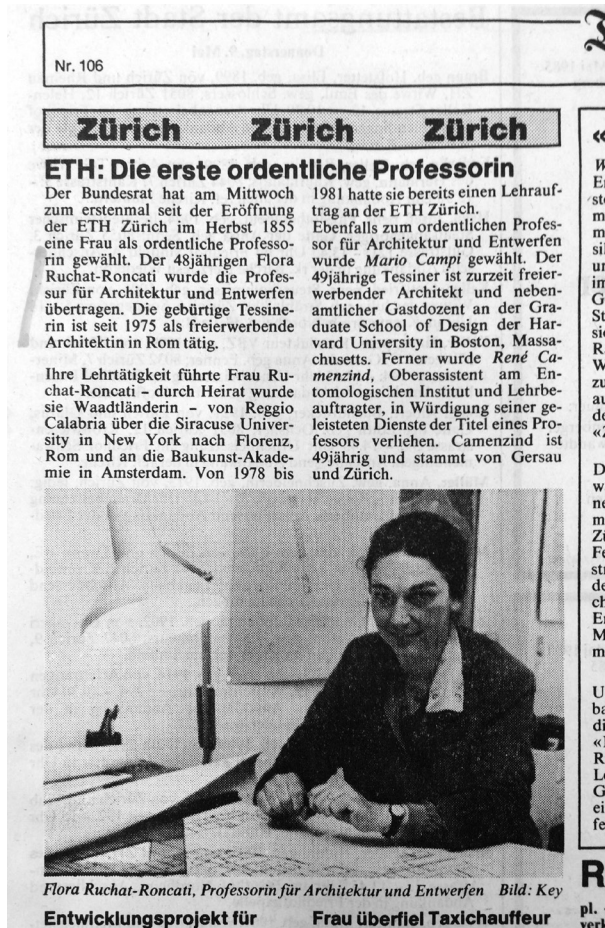 Nr. 106
Zürich Zürich Zürich
ETH: Die erste ordentliche Professorin
Der Bundesrat hat am Mittwoch
zum erstenmal seit der Eröffnung
der ETH Zürich im Herbst 1855
eine Frau als ordentliche Professo-
rin gewählt. Der 48jährigen Flora
Ruchat-Roncati wurde die Profes-
sur für Architektur und Entwerfen
übertragen. Die gebürtige Tessine-
rin ist seit 1975 als freierwerbende
Architektin in Rom tätig.
Ihre Lehrtätigkeit führte Frau Ru-
chat-Roncati – durch Heirat wurde
sie Waadtländerin – von Reggio
Calabria über die Siracuse Univer-
sity in New York nach Florenz,
Rom und an die Baukunst-Akade-
mie in Amsterdam. Von 1978 bis
1981 hatte sie bereits einen Lehrauf-
trag an der ETH Zürich.
Ebenfalls zum ordentlichen Profes-
sor für Architektur und Entwerfen
wurde Mario Campi gewählt. Der
49jährige Tessiner ist zurzeit freier-
werbender Architekt und neben-
amtlicher Gastdozent an der Gra-
duate School of Design der Har-
vard University in Boston, Massa-
chusetts. Ferner wurde René Ca-
menzind, Oberassistent am En-
tomologischen Institut und Lehrbe-
auftragter, in Würdigung seiner ge-
leisteten Dienste der Titel eines Pro-
fessors verliehen. Camenzind ist
49jährig und stammt von Gersau
und Zürich.
Flora Ruchat-Roncati, Professorin für Architektur und Entwerfen Bild: Key
Entwicklungsprojekt für
Frau überfiel Taxichauffeur